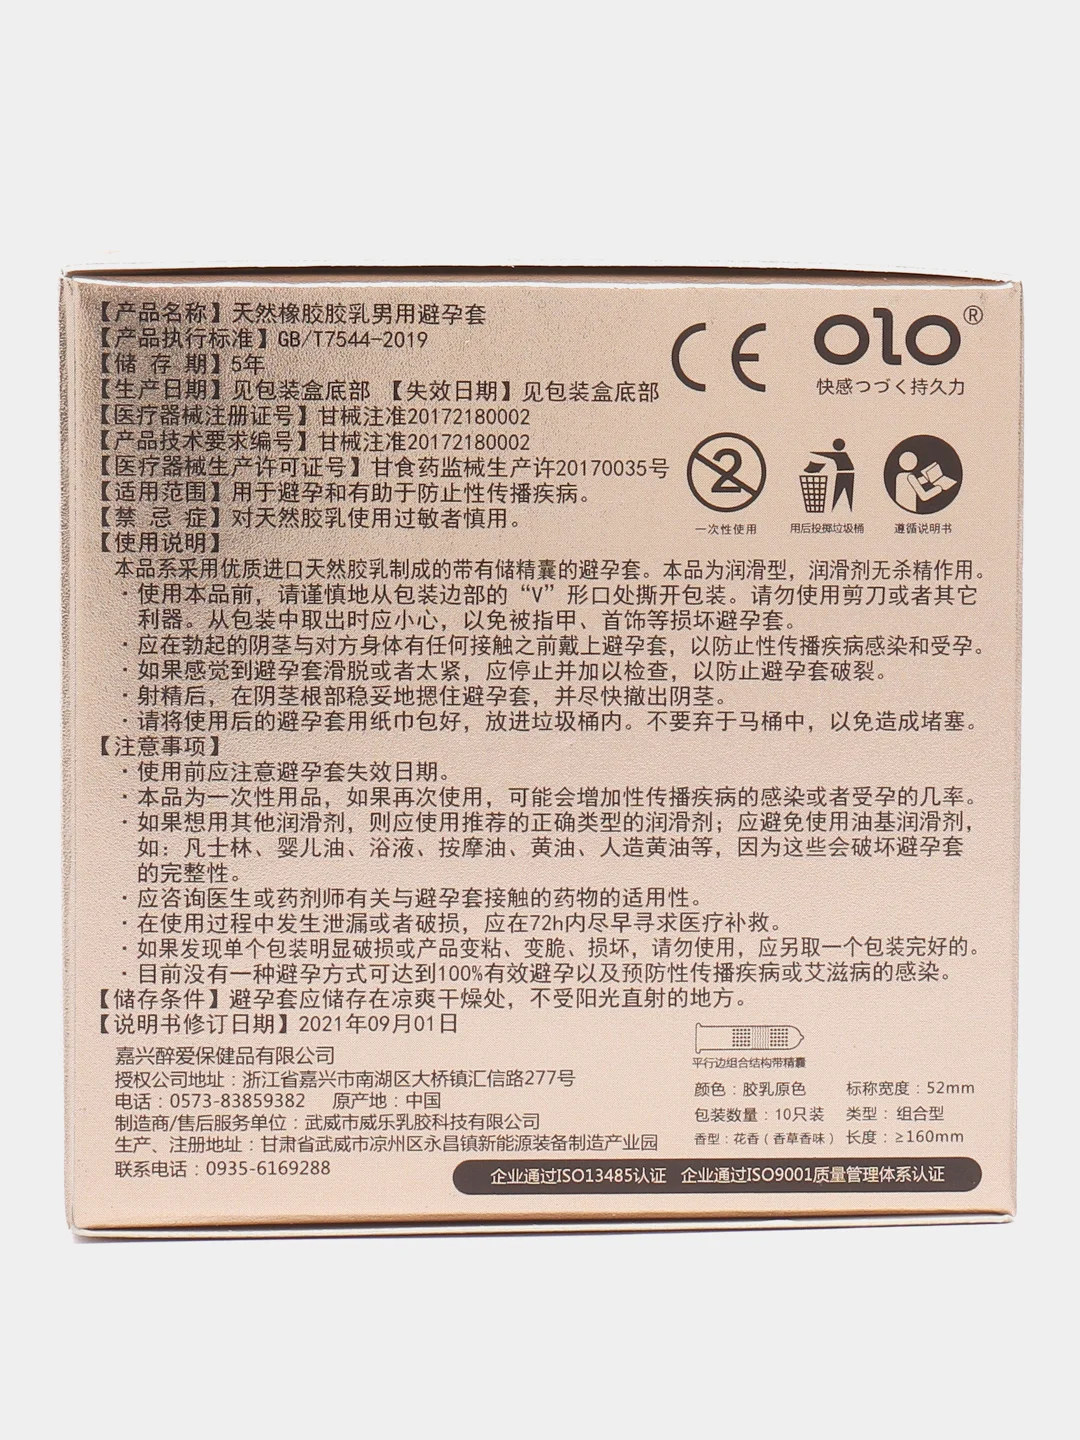 【产品名称】天然橡胶胶乳男用避孕套
【产品执行标准】GB/T7544-2019
【储 存 期】5年
【生产日期】见包装盒底部 【失效日期】见包装盒底部
【医疗器械注册证号】甘械注准20172180002
【产品技术要求编号】甘械注准20172180002
【医疗器械生产许可证号】甘食药监械生产许20170035号
【适用范围】用于避孕和有助于防止性传播疾病。
【禁 忌 症】对天然胶乳使用过敏者慎用。
CE
olo®
快感つづく持久力
2
一次性使用 用后投掷垃圾桶 遵循说明书
【使用说明】
本品系采用优质进口天然胶乳制成的带有储精囊的避孕套。本品为润滑型，润滑剂无杀精作用。
·使用本品前，请谨慎地从包装边部的“V”形口处撕开包装。请勿使用剪刀或者其它
利器。从包装中取出时应小心，以免被指甲、首饰等损坏避孕套。
·应在勃起的阴茎与对方身体有任何接触之前戴上避孕套，以防止性传播疾病感染和受孕。
·如果感觉到避孕套滑脱或者太紧，应停止并加以检查，以防止避孕套破裂。
·射精后，在阴茎根部稳妥地摁住避孕套，并尽快撤出阴茎。
·请将使用后的避孕套用纸巾包好，放进垃圾桶内。不要弃于马桶中，以免造成堵塞。
【注意事项】
·使用前应注意避孕套失效日期。
·本品为一次性用品，如果再次使用，可能会增加性传播疾病的感染或者受孕的几率。
·如果想用其他润滑剂，则应使用推荐的正确类型的润滑剂；应避免使用油基润滑剂，
如：凡士林、婴儿油、浴液、按摩油、黄油、人造黄油等，因为这些会破坏避孕套
的完整性。
·应咨询医生或药剂师有关与避孕套接触的药物的适用性。
·在使用过程中发生泄漏或者破损，应在72h内尽早寻求医疗补救。
·如果发现单个包装明显破损或产品变粘、变脆、损坏，请勿使用，应另取一个包装完好的。
·目前没有一种避孕方式可达到100%有效避孕以及预防性传播疾病或艾滋病的感染。
【储存条件】避孕套应储存在凉爽干燥处，不受阳光直射的地方。
【说明书修订日期】2021年09月01日
嘉兴醉爱保健品有限公司
授权公司地址：浙江省嘉兴市南湖区大桥镇汇信路277号
电话：0573-83859382 原产地：中国
制造商/售后服务单位：武威市威乐乳胶科技有限公司
生产、注册地址：甘肃省武威市凉州区永昌镇新能源装备制造产业园
联系电话：0935-6169288
平行边组合结构带精囊
颜色：胶乳原色 标称宽度：52mm
包装数量：10只装 类型：组合型
香型：花香（香草香味） 长度：≥160mm
企业通过ISO13485认证 企业通过ISO9001质量管理体系认证